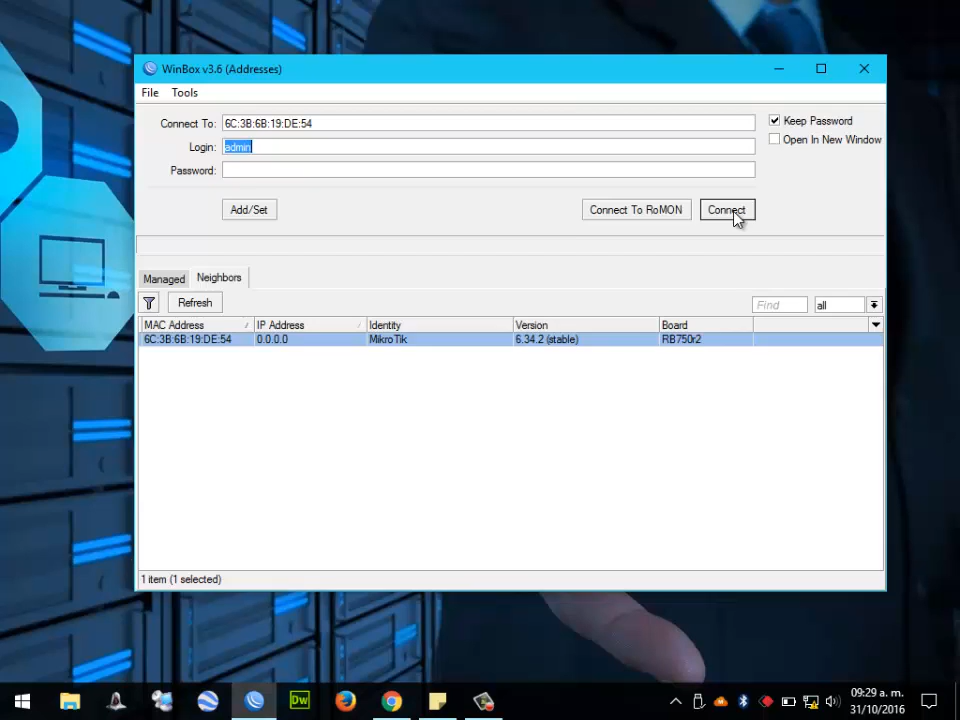 WinBox v3.6 (Addresses)
File Tools
Connect To: 6C:3B:6B:19:DE:54
Keep Password
Login: admin
Open In New Window
Password:
Add/Set
Connect To RoMON
Connect
Managed
Neighbors
Refresh
Find
all
MAC Address IP Address Identity Version Board
6C:3B:6B:19:DE:54 0.0.0.0 MikroTik 6.34.2 (stable) RB750r2
1 item (1 selected)
Dw
09:29 a. m.
31/10/2016